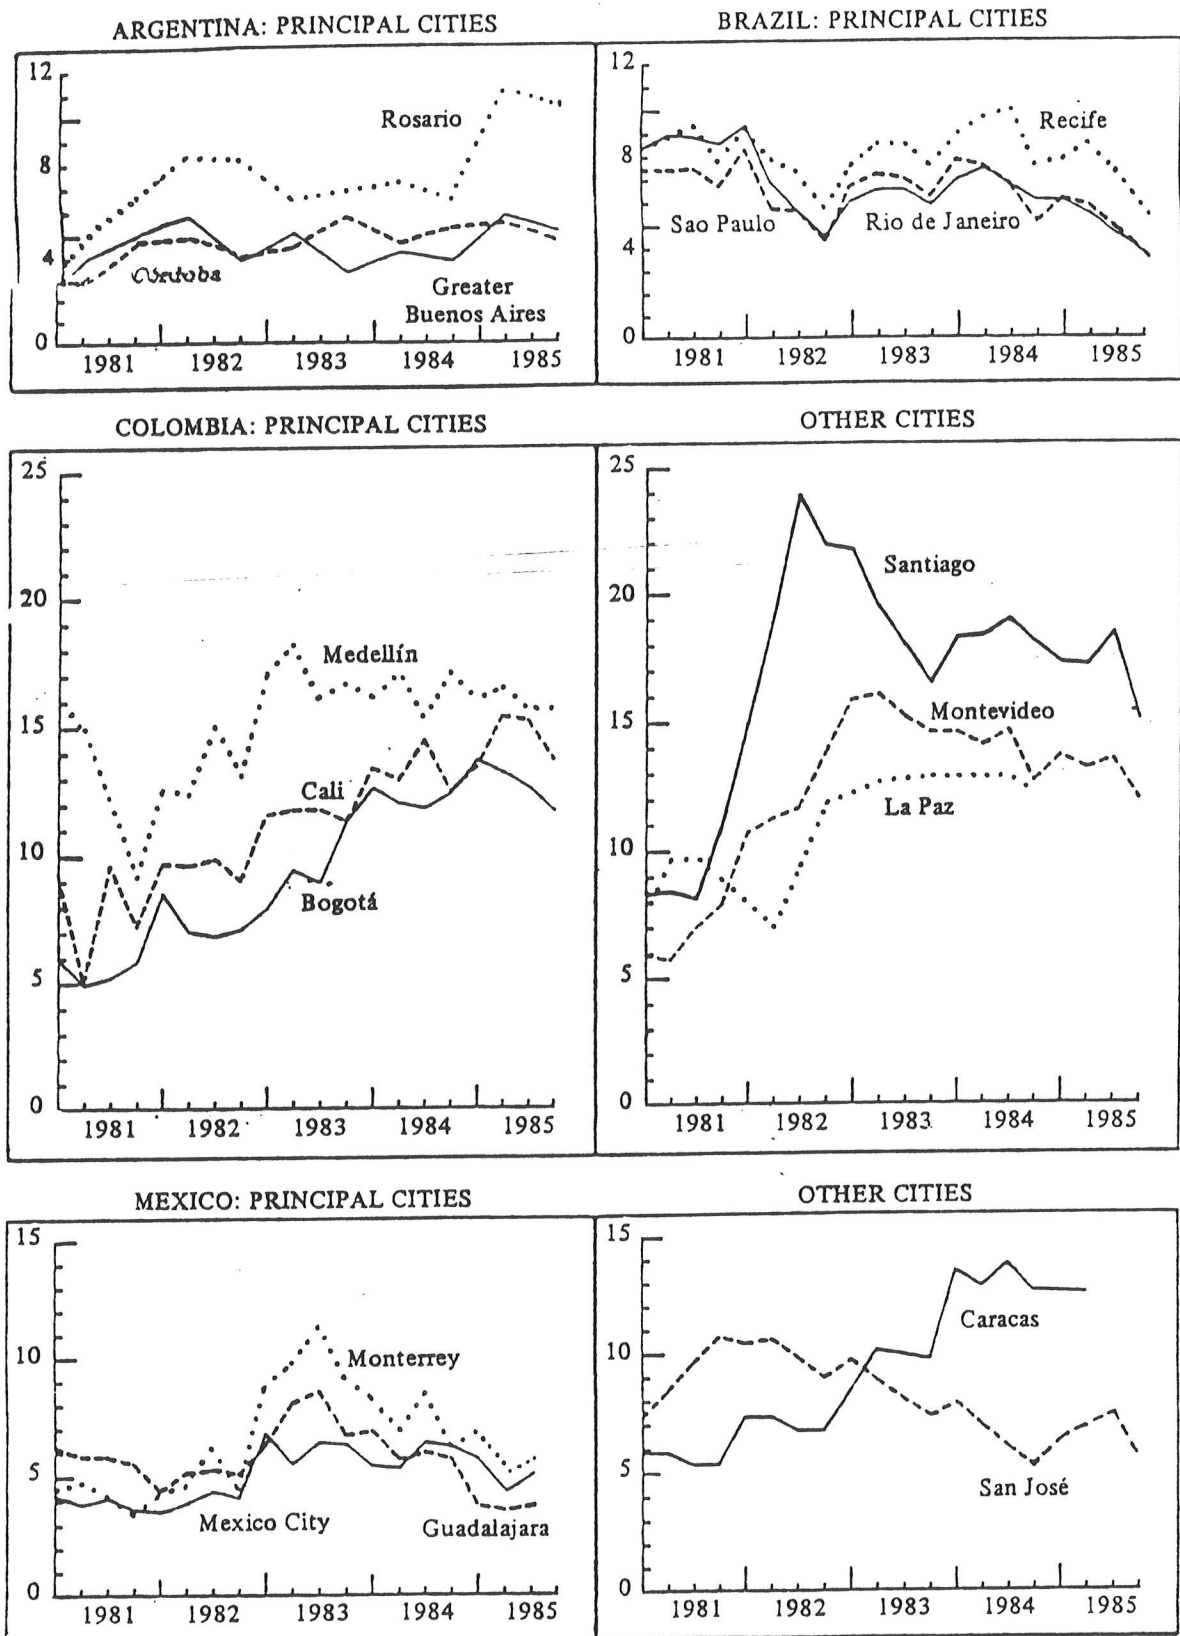 ARGENTINA: PRINCIPAL CITIES
12
8
4
0
Rosario
Córdoba
Greater
Buenos Aires
1981 1982 1983 1984 1985
BRAZIL: PRINCIPAL CITIES
12
8
4
0
Recife
Sao Paulo
Rio de Janeiro
1981 1982 1983 1984 1985
COLOMBIA: PRINCIPAL CITIES
25
20
15
10
5
0
Medellín
Cali
Bogotá
1981 1982 1983 1984 1985
OTHER CITIES
25
20
15
10
5
0
Santiago
Montevideo
La Paz
1981 1982 1983 1984 1985
MEXICO: PRINCIPAL CITIES
15
10
5
0
Monterrey
Mexico City
Guadalajara
1981 1982 1983 1984 1985
OTHER CITIES
15
10
5
0
Caracas
San José
1981 1982 1983 1984 1985